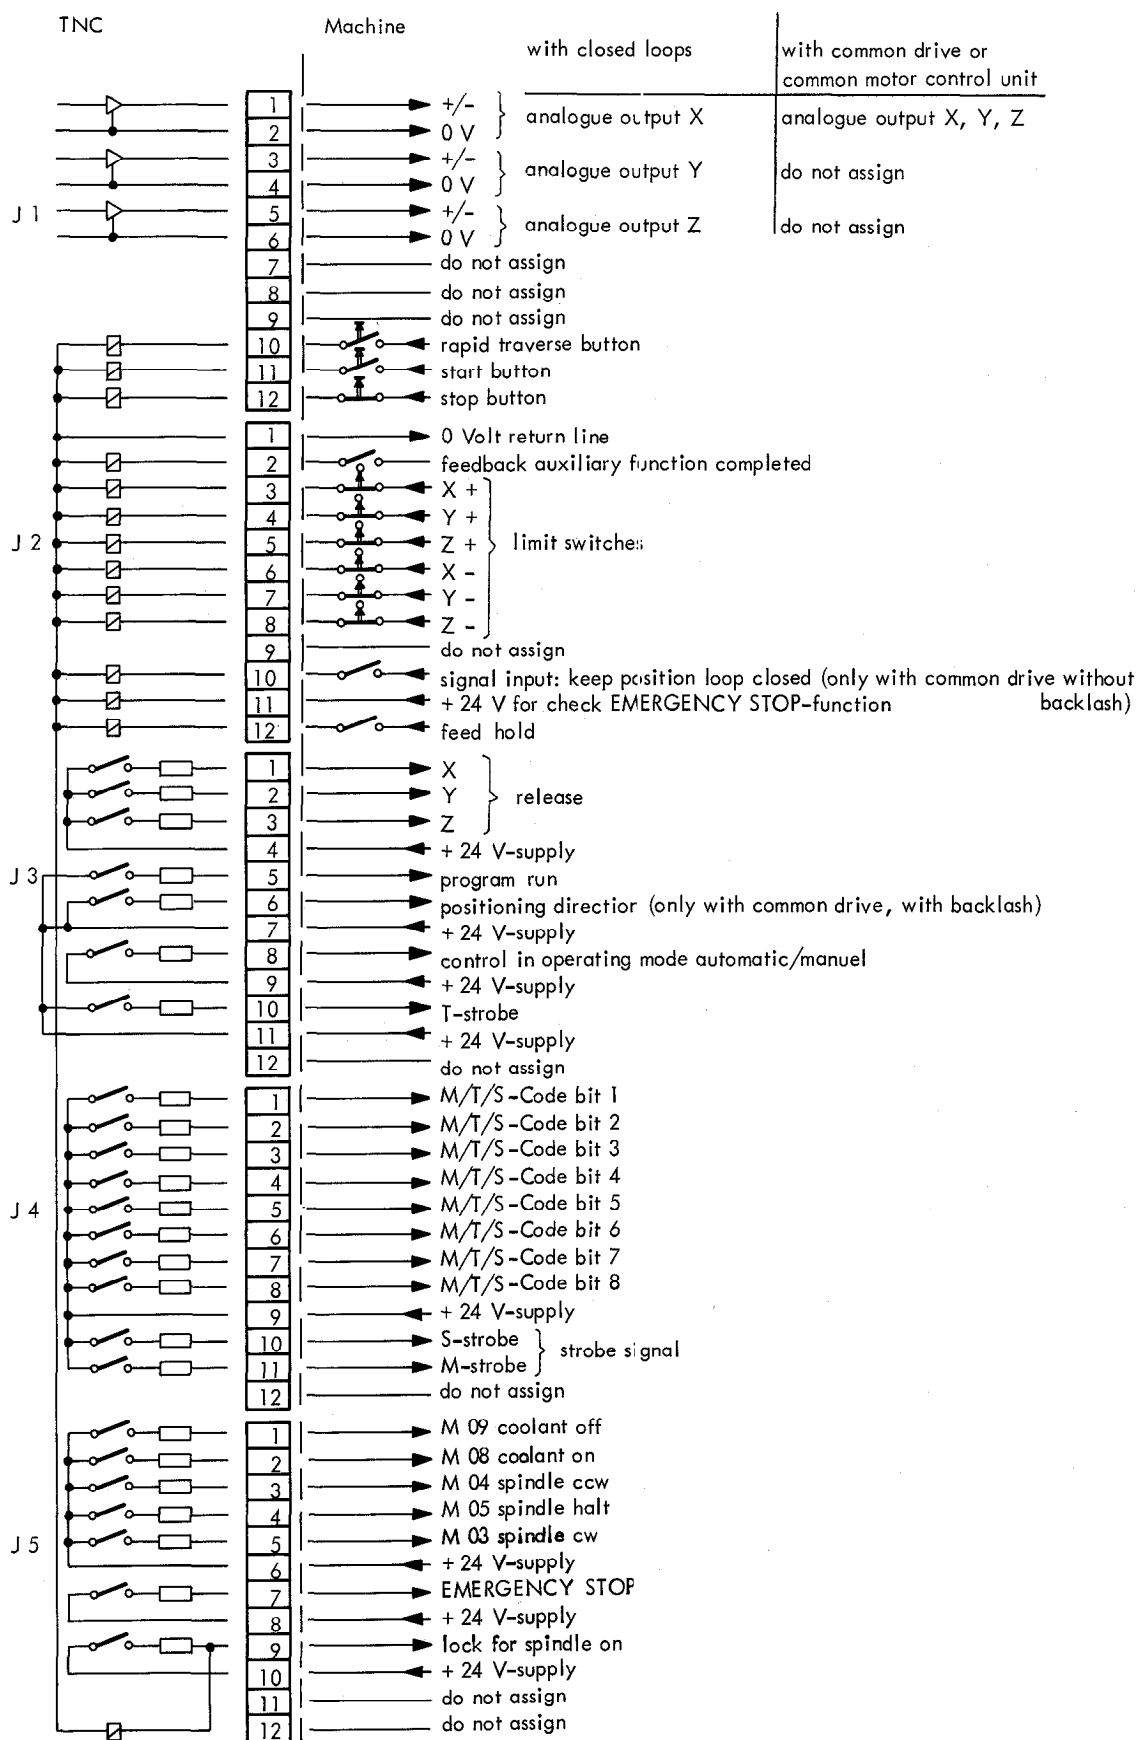 TNC
Machine
with closed loops
with common drive or
common motor control unit
J 1
1 +/-
2 0 V
analogue output X
analogue output X, Y, Z
3 +/-
4 0 V
analogue output Y
do not assign
5 +/-
6 0 V
analogue output Z
do not assign
7 do not assign
8 do not assign
9 do not assign
10 rapid traverse button
11 start button
12 stop button
J 2
1 0 Volt return line
2 feedback auxiliary function completed
3 X +
4 Y +
5 Z +
limit switches
6 X -
7 Y -
8 Z -
9 do not assign
10 signal input: keep position loop closed (only with common drive without
11 + 24 V for check EMERGENCY STOP-function backlash)
12 feed hold
J 3
1 X
2 Y
release
3 Z
4 + 24 V-supply
5 program run
6 positioning directior (only with common drive, with backlash)
7 + 24 V-supply
8 control in operating mode automatic/manuel
9 + 24 V-supply
10 T-strobe
11 + 24 V-supply
12 do not assign
J 4
1 M/T/S-Code bit 1
2 M/T/S-Code bit 2
3 M/T/S-Code bit 3
4 M/T/S-Code bit 4
5 M/T/S-Code bit 5
6 M/T/S-Code bit 6
7 M/T/S-Code bit 7
8 M/T/S-Code bit 8
9 + 24 V-supply
10 S-strobe
strobe signal
11 M-strobe
12 do not assign
J 5
1 M 09 coolant off
2 M 08 coolant on
3 M 04 spindle ccw
4 M 05 spindle halt
5 M 03 spindle cw
6 + 24 V-supply
7 EMERGENCY STOP
8 + 24 V-supply
9 lock for spindle on
10 + 24 V-supply
11 do not assign
12 do not assign